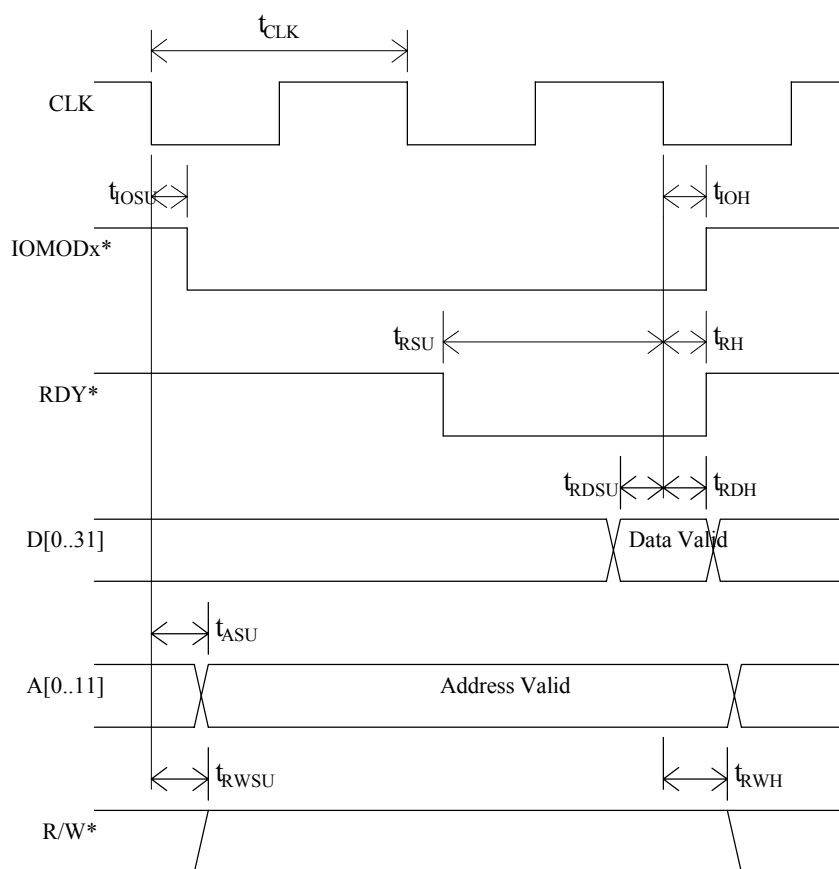 tCLK
CLK
tIOSU
tIOH
IOMODx*
tRSU
tRH
RDY*
tRDSU
tRDH
D[0..31]
Data Valid
tASU
A[0..11]
Address Valid
tRWSU
tRWH
R/W*